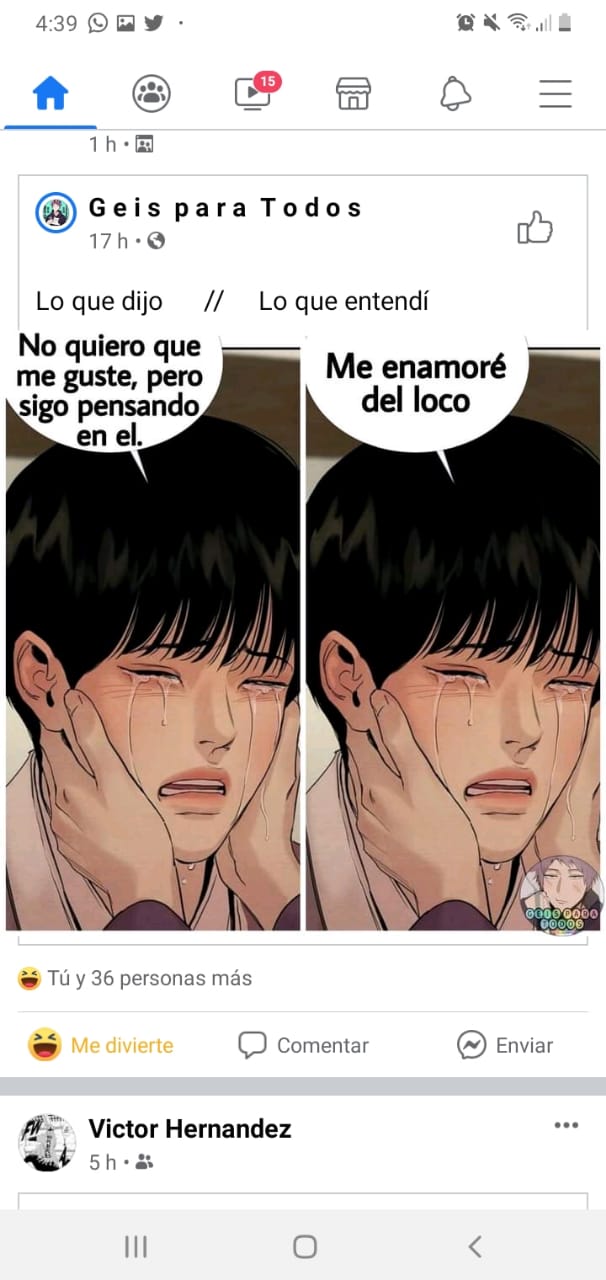 4:39
15
1 h
Geis para Todos
17 h
Lo que dijo // Lo que entendí
No quiero que
me guste, pero
sigo pensando
en el.
Me enamoré
del loco
GEIS PARA
TODOS
Tú y 36 personas más
Me divierte
Comentar
Enviar
Victor Hernandez
5 h